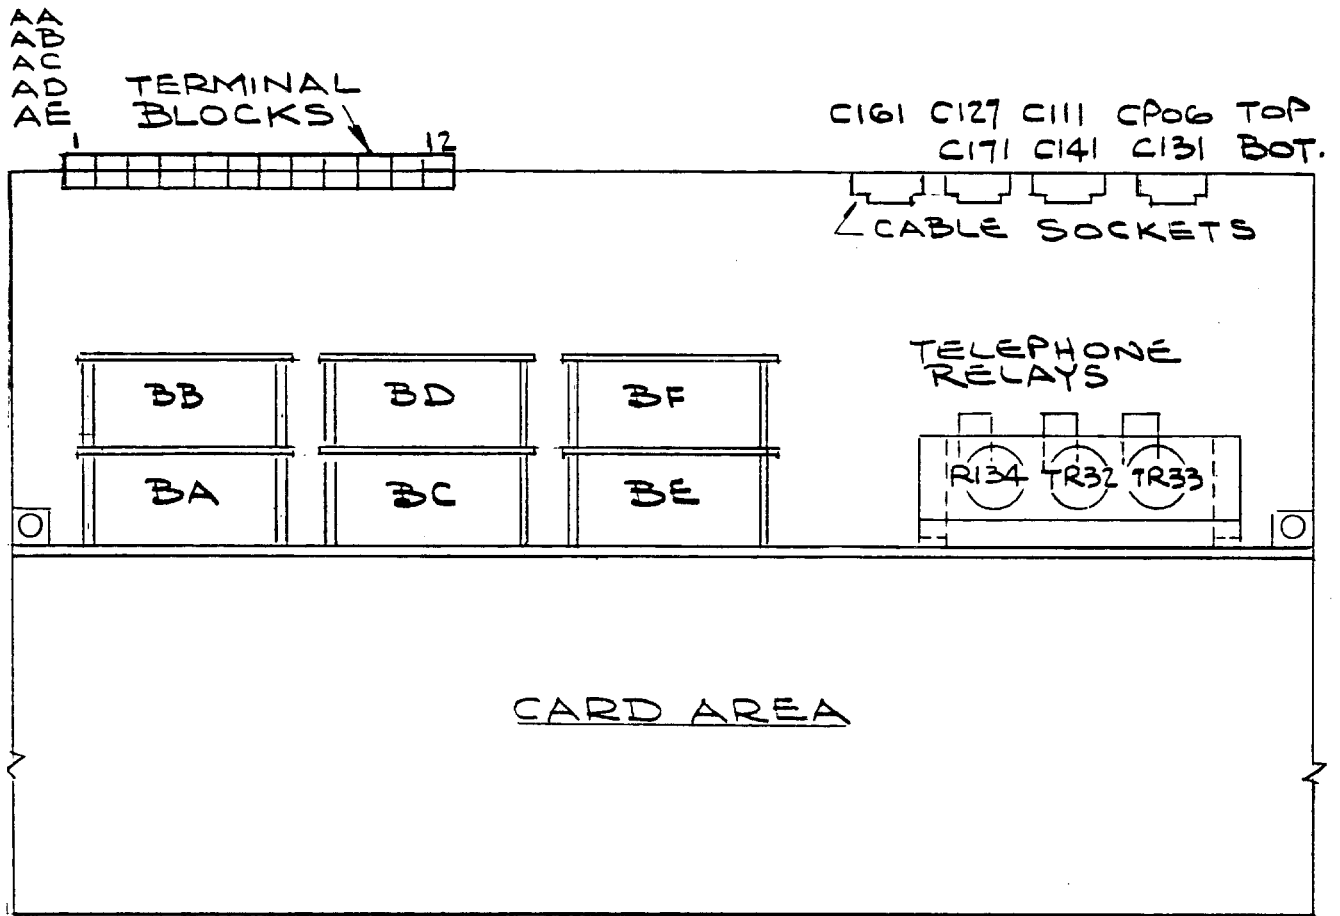 AA
AB
AC
AD
AE
TERMINAL
BLOCKS
1
12
C161 C127 C111 CP06 TOP
C171 C141 C131 BOT.
CABLE SOCKETS
TELEPHONE
RELAYS
BB BD BF
BA BC BE
R134 TR32 TR33
CARD AREA